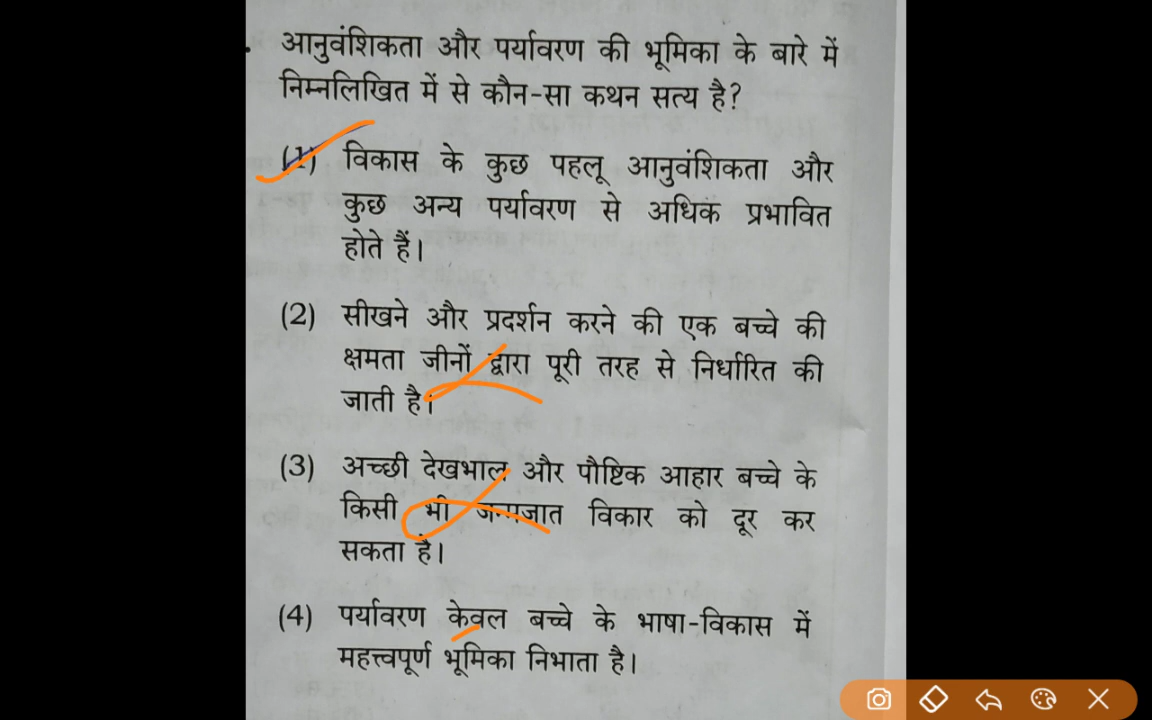 आनुवंशिकता और पर्यावरण की भूमिका के बारे में
निम्नलिखित में से कौन-सा कथन सत्य है?
(1) विकास के कुछ पहलू आनुवंशिकता और
कुछ अन्य पर्यावरण से अधिक प्रभावित
होते हैं।
(2) सीखने और प्रदर्शन करने की एक बच्चे की
क्षमता जीनों द्वारा पूरी तरह से निर्धारित की
जाती है।
(3) अच्छी देखभाल और पौष्टिक आहार बच्चे के
किसी भी जन्मजात विकार को दूर कर
सकता है।
(4) पर्यावरण केवल बच्चे के भाषा-विकास में
महत्त्वपूर्ण भूमिका निभाता है।